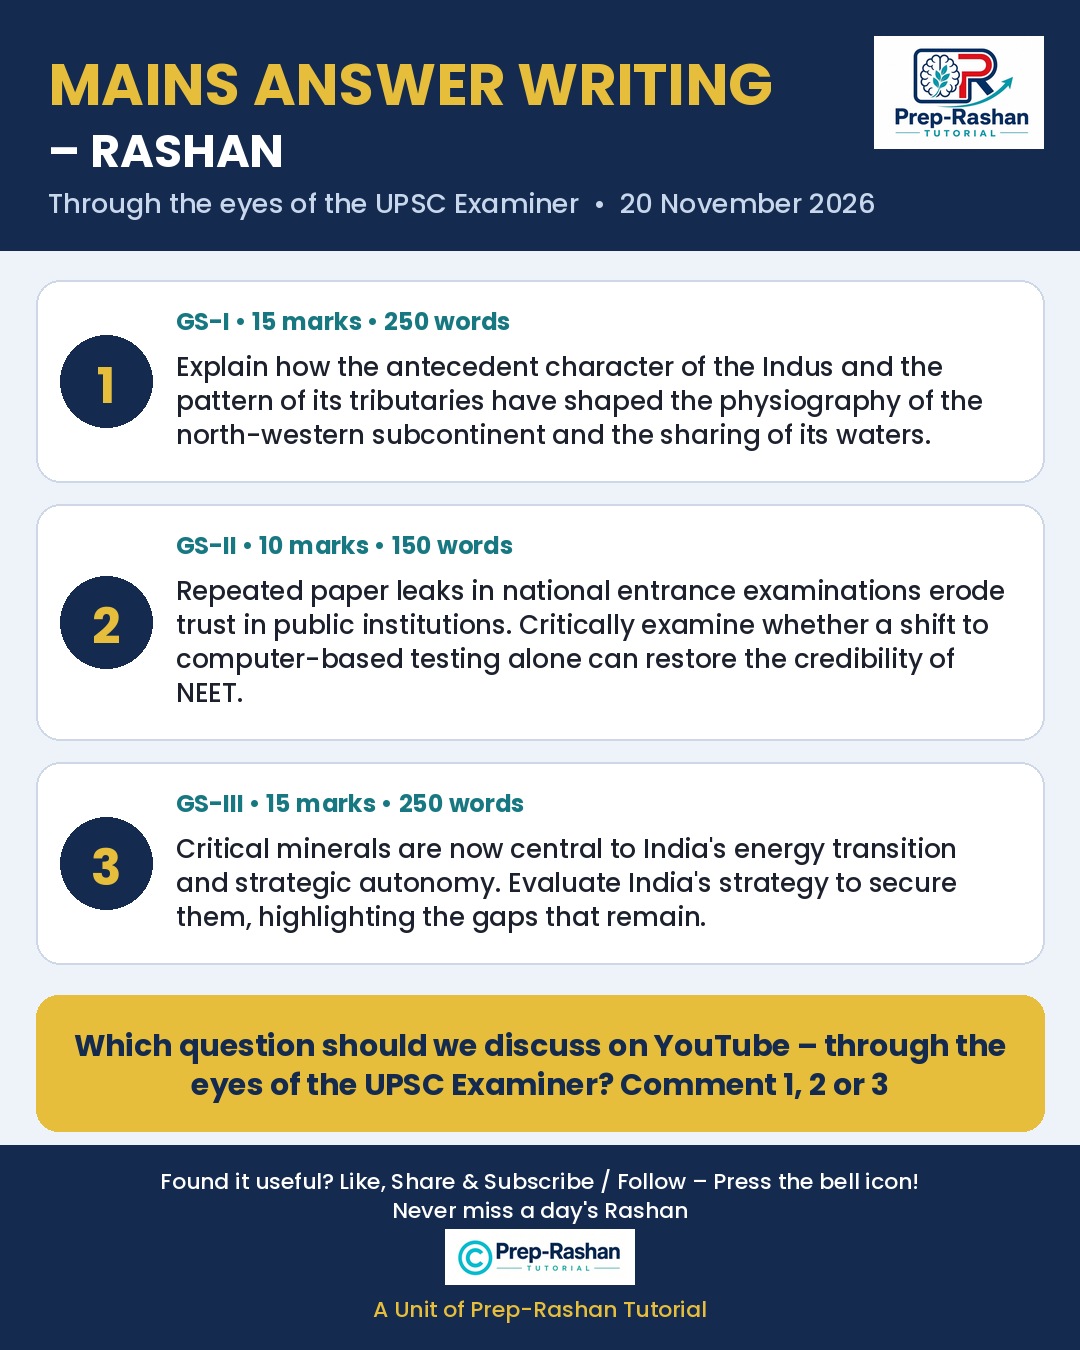 MAINS ANSWER WRITING
– RASHAN
Through the eyes of the UPSC Examiner • 20 November 2026
Prep-Rashan
TUTORIAL
1
GS-I • 15 marks • 250 words
Explain how the antecedent character of the Indus and the
pattern of its tributaries have shaped the physiography of the
north-western subcontinent and the sharing of its waters.
2
GS-II • 10 marks • 150 words
Repeated paper leaks in national entrance examinations erode
trust in public institutions. Critically examine whether a shift to
computer-based testing alone can restore the credibility of
NEET.
3
GS-III • 15 marks • 250 words
Critical minerals are now central to India's energy transition
and strategic autonomy. Evaluate India's strategy to secure
them, highlighting the gaps that remain.
Which question should we discuss on YouTube – through the
eyes of the UPSC Examiner? Comment 1, 2 or 3
Found it useful? Like, Share & Subscribe / Follow – Press the bell icon!
Never miss a day's Rashan
© Prep-Rashan
TUTORIAL
A Unit of Prep-Rashan Tutorial